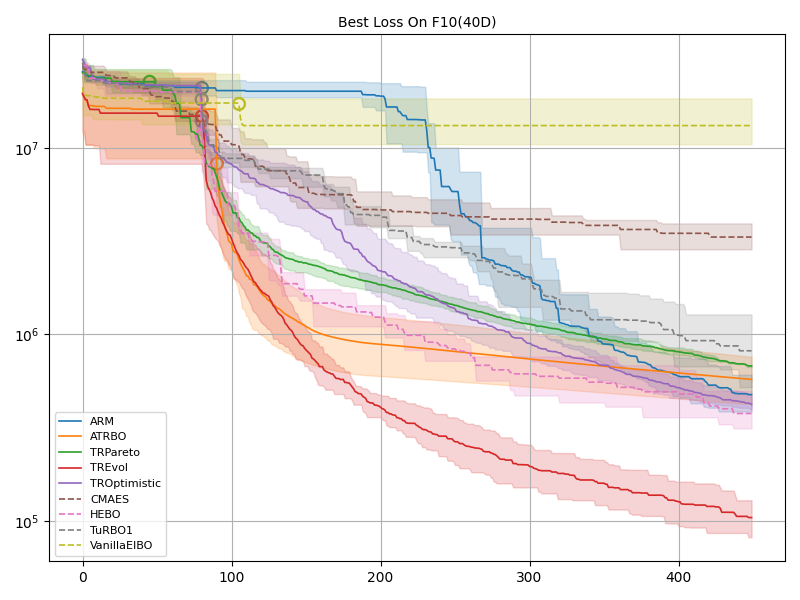 Best Loss On F10(40D)
10^7
10^6
10^5
ARM
ATRBO
TRPareto
TREvol
TROptimistic
CMAES
HEBO
TuRBO1
VanillaEIBO
0 100 200 300 400